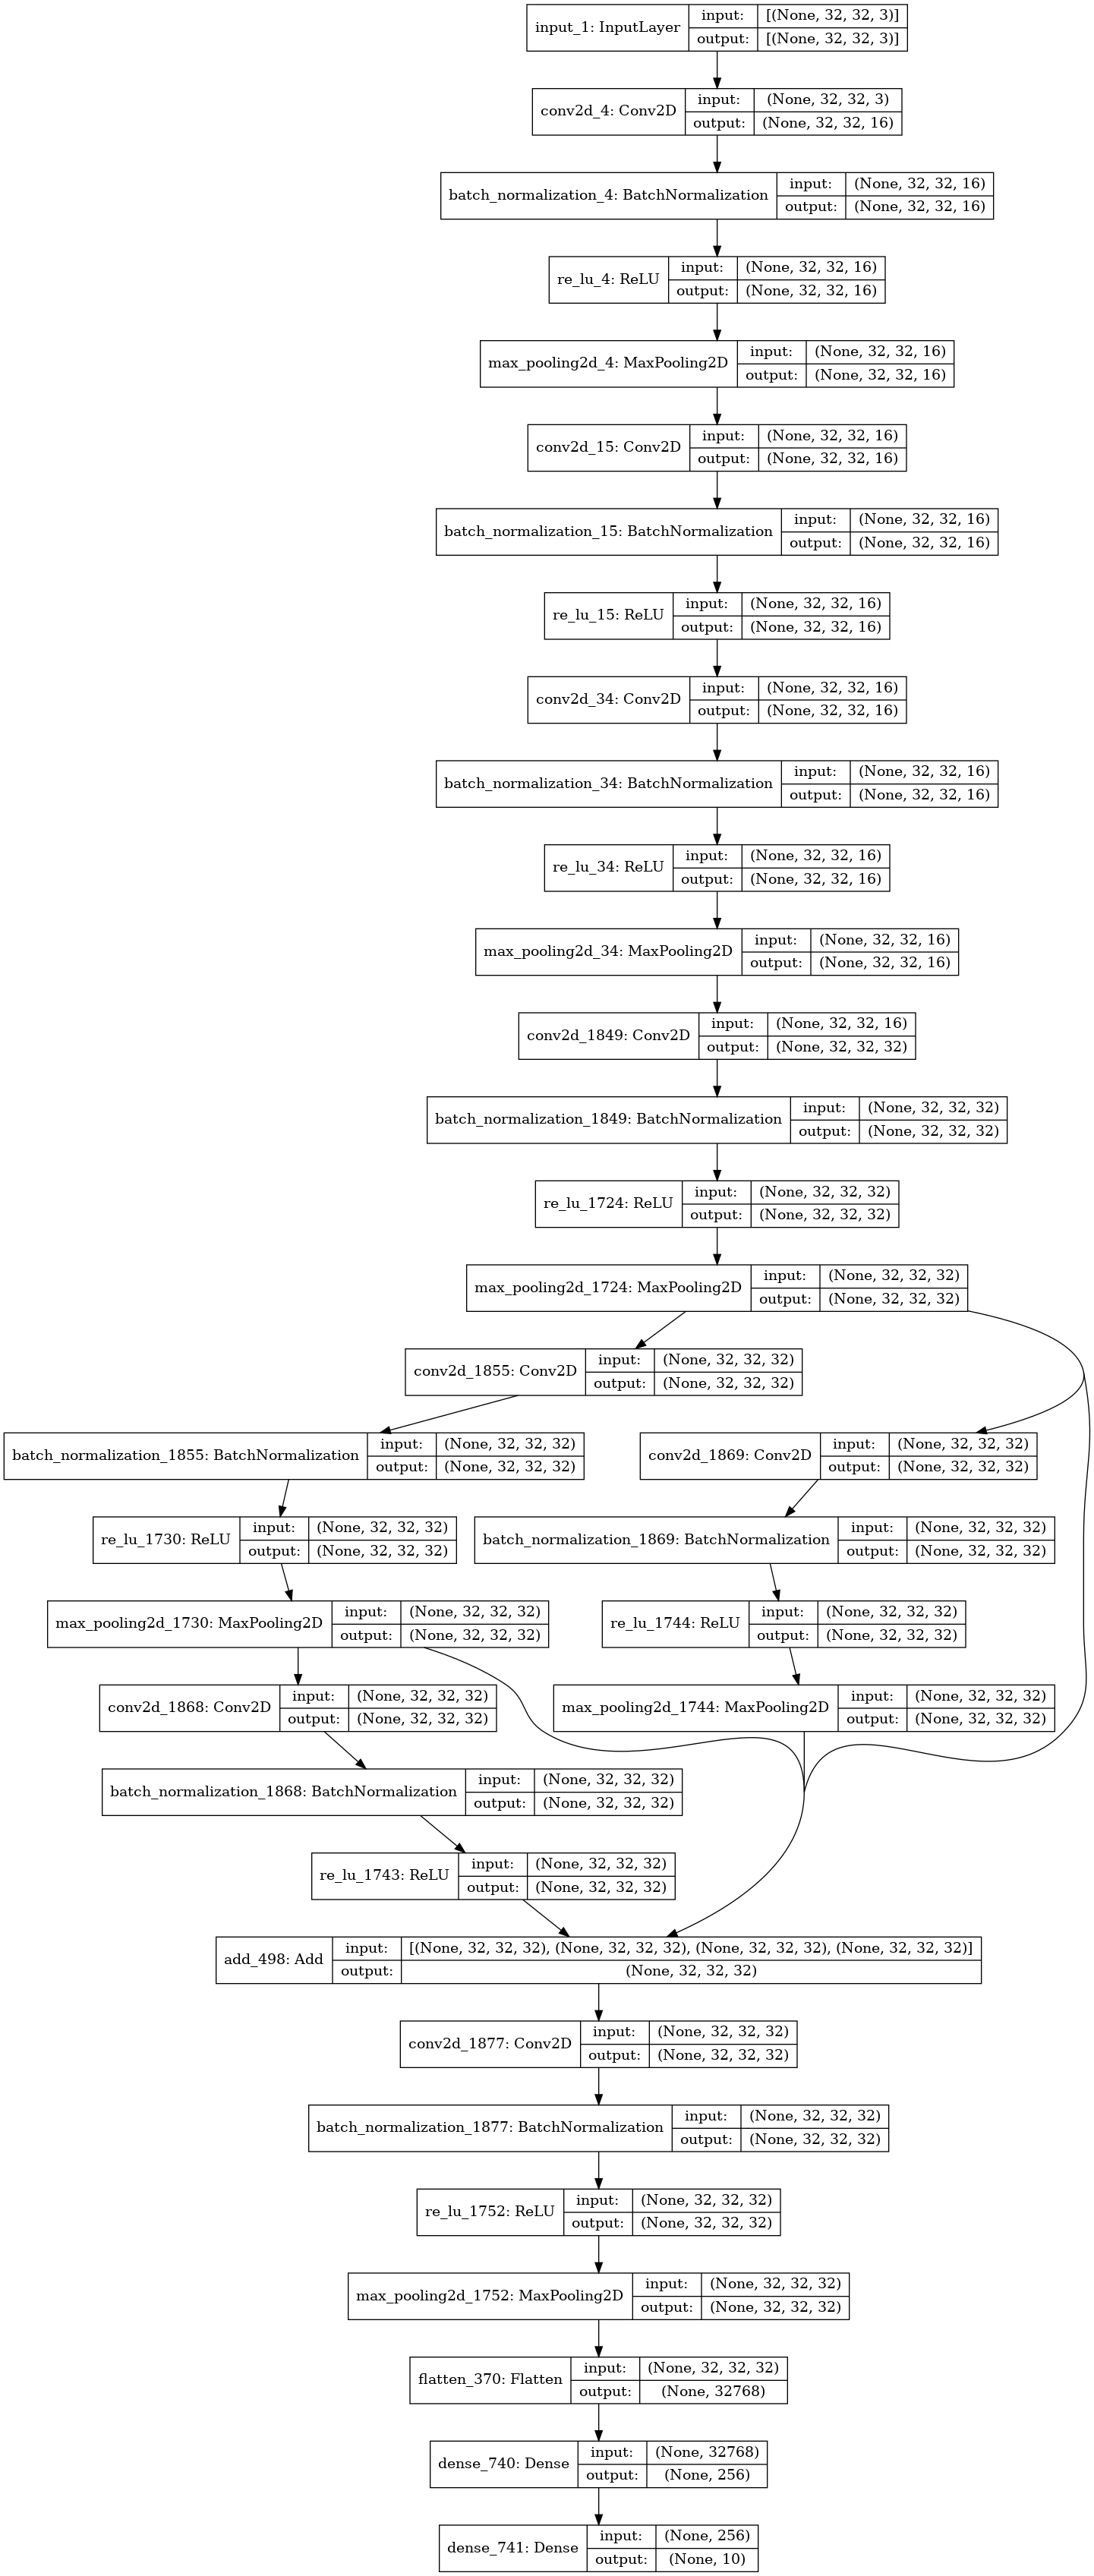 input_1: InputLayer
input: [(None, 32, 32, 3)]
output: [(None, 32, 32, 3)]
conv2d_4: Conv2D
input: (None, 32, 32, 3)
output: (None, 32, 32, 16)
batch_normalization_4: BatchNormalization
input: (None, 32, 32, 16)
output: (None, 32, 32, 16)
re_lu_4: ReLU
input: (None, 32, 32, 16)
output: (None, 32, 32, 16)
max_pooling2d_4: MaxPooling2D
input: (None, 32, 32, 16)
output: (None, 32, 32, 16)
conv2d_15: Conv2D
input: (None, 32, 32, 16)
output: (None, 32, 32, 16)
batch_normalization_15: BatchNormalization
input: (None, 32, 32, 16)
output: (None, 32, 32, 16)
re_lu_15: ReLU
input: (None, 32, 32, 16)
output: (None, 32, 32, 16)
conv2d_34: Conv2D
input: (None, 32, 32, 16)
output: (None, 32, 32, 16)
batch_normalization_34: BatchNormalization
input: (None, 32, 32, 16)
output: (None, 32, 32, 16)
re_lu_34: ReLU
input: (None, 32, 32, 16)
output: (None, 32, 32, 16)
max_pooling2d_34: MaxPooling2D
input: (None, 32, 32, 16)
output: (None, 32, 32, 16)
conv2d_1849: Conv2D
input: (None, 32, 32, 16)
output: (None, 32, 32, 32)
batch_normalization_1849: BatchNormalization
input: (None, 32, 32, 32)
output: (None, 32, 32, 32)
re_lu_1724: ReLU
input: (None, 32, 32, 32)
output: (None, 32, 32, 32)
max_pooling2d_1724: MaxPooling2D
input: (None, 32, 32, 32)
output: (None, 32, 32, 32)
conv2d_1855: Conv2D
input: (None, 32, 32, 32)
output: (None, 32, 32, 32)
batch_normalization_1855: BatchNormalization
input: (None, 32, 32, 32)
output: (None, 32, 32, 32)
conv2d_1869: Conv2D
input: (None, 32, 32, 32)
output: (None, 32, 32, 32)
re_lu_1730: ReLU
input: (None, 32, 32, 32)
output: (None, 32, 32, 32)
batch_normalization_1869: BatchNormalization
input: (None, 32, 32, 32)
output: (None, 32, 32, 32)
max_pooling2d_1730: MaxPooling2D
input: (None, 32, 32, 32)
output: (None, 32, 32, 32)
re_lu_1744: ReLU
input: (None, 32, 32, 32)
output: (None, 32, 32, 32)
conv2d_1868: Conv2D
input: (None, 32, 32, 32)
output: (None, 32, 32, 32)
max_pooling2d_1744: MaxPooling2D
input: (None, 32, 32, 32)
output: (None, 32, 32, 32)
batch_normalization_1868: BatchNormalization
input: (None, 32, 32, 32)
output: (None, 32, 32, 32)
re_lu_1743: ReLU
input: (None, 32, 32, 32)
output: (None, 32, 32, 32)
add_498: Add
input: [(None, 32, 32, 32), (None, 32, 32, 32), (None, 32, 32, 32), (None, 32, 32, 32)]
output: (None, 32, 32, 32)
conv2d_1877: Conv2D
input: (None, 32, 32, 32)
output: (None, 32, 32, 32)
batch_normalization_1877: BatchNormalization
input: (None, 32, 32, 32)
output: (None, 32, 32, 32)
re_lu_1752: ReLU
input: (None, 32, 32, 32)
output: (None, 32, 32, 32)
max_pooling2d_1752: MaxPooling2D
input: (None, 32, 32, 32)
output: (None, 32, 32, 32)
flatten_370: Flatten
input: (None, 32, 32, 32)
output: (None, 32768)
dense_740: Dense
input: (None, 32768)
output: (None, 256)
dense_741: Dense
input: (None, 256)
output: (None, 10)